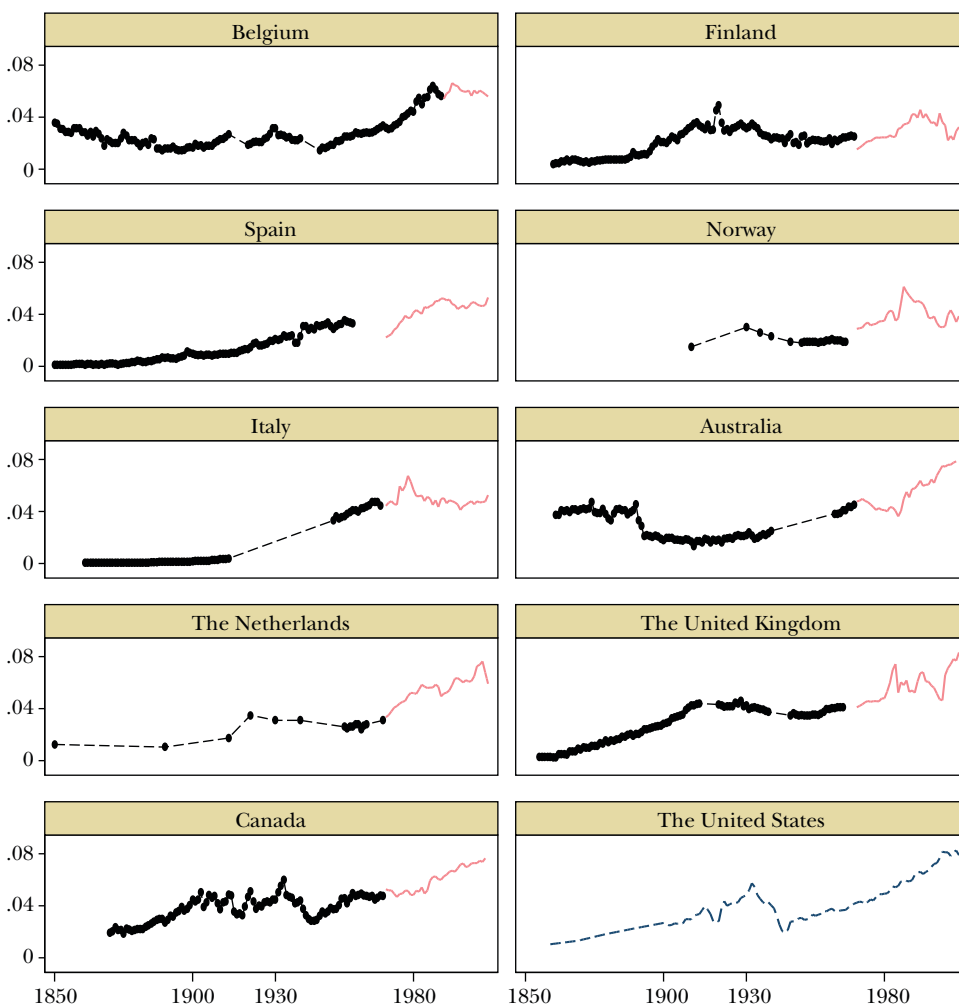 Belgium
Finland
.08
.04
0
Spain
Norway
.08
.04
0
Italy
Australia
.08
.04
0
The Netherlands
The United Kingdom
.08
.04
0
Canada
The United States
.08
.04
0
1850 1900 1930 1980 1850 1900 1930 1980